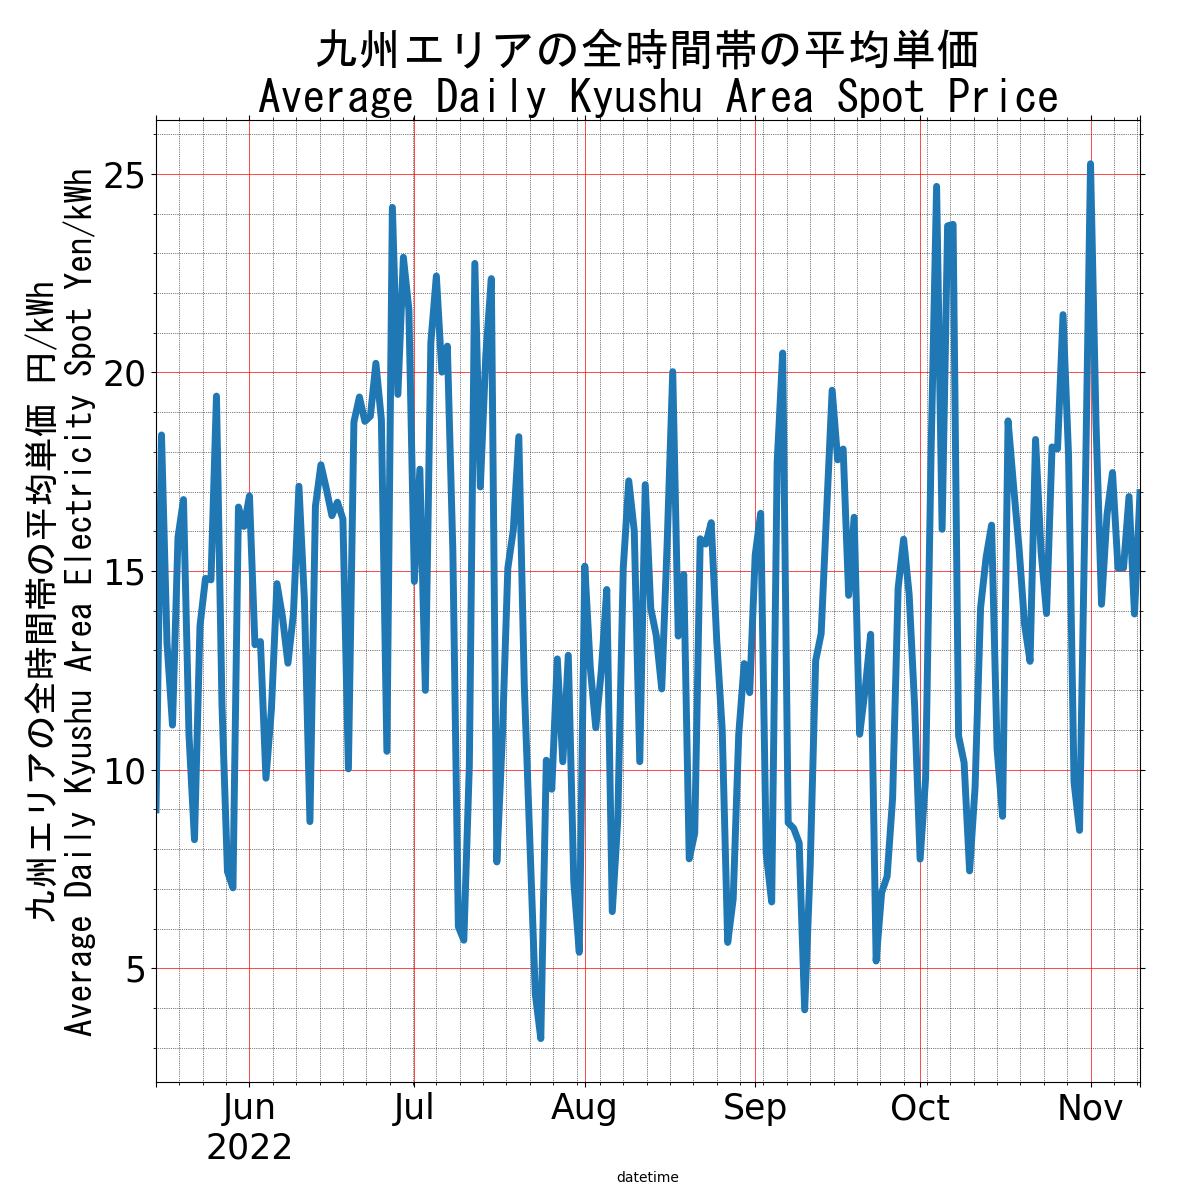 九州エリアの全時間帯の平均単価
Average Daily Kyushu Area Spot Price
九州エリアの全時間帯の平均単価 円/kWh
Average Daily Kyushu Area Electricity Spot Yen/kWh
25
20
15
10
5
Jun
2022
Jul
Aug
Sep
Oct
Nov
datetime